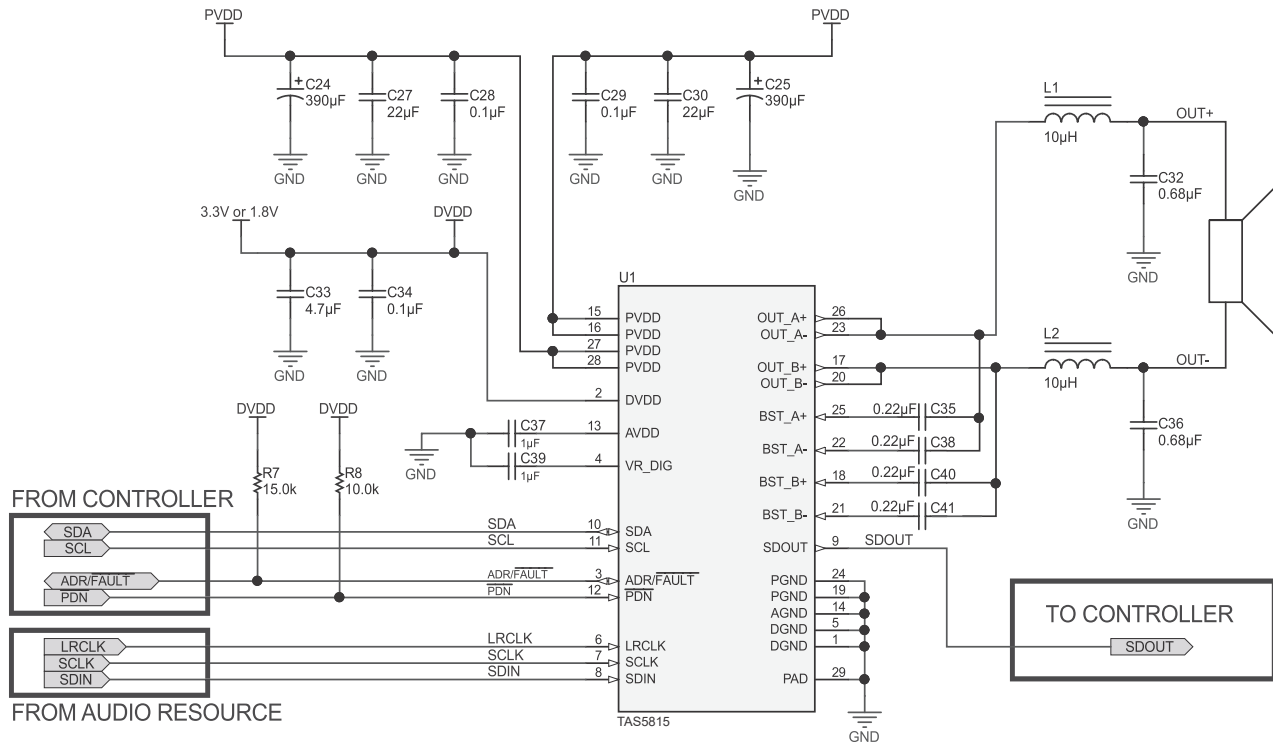 PVDD
PVDD
C24
390µF
C27
22µF
C28
0.1µF
C29
0.1µF
C30
22µF
C25
390µF
GND
GND
GND
GND
GND
GND
L1
10µH
OUT+
C32
0.68µF
GND
3.3V or 1.8V
DVDD
C33
4.7µF
C34
0.1µF
GND
GND
U1
15 PVDD
16 PVDD
27 PVDD
28 PVDD
2 DVDD
13 AVDD
4 VR_DIG
10 SDA
11 SCL
3 ADR/FAULT
12 PDN
6 LRCLK
7 SCLK
8 SDIN
OUT_A+ 26
OUT_A- 23
OUT_B+ 17
OUT_B- 20
BST_A+ 25
BST_A- 22
BST_B+ 18
BST_B- 21
SDOUT 9 SDOUT
PGND 24
PGND 19
AGND 14
DGND 5
DGND 1
PAD 29
GND
TAS5815
0.22µF C35
0.22µF C38
0.22µF C40
0.22µF C41
L2
10µH
OUT-
C36
0.68µF
GND
DVDD
DVDD
R7
15.0k
R8
10.0k
C37
1µF
C39
1µF
GND
FROM CONTROLLER
SDA
SCL
ADR/FAULT
PDN
SDA
SCL
ADR/FAULT
PDN
LRCLK
SCLK
SDIN
LRCLK
SCLK
SDIN
FROM AUDIO RESOURCE
TO CONTROLLER
SDOUT